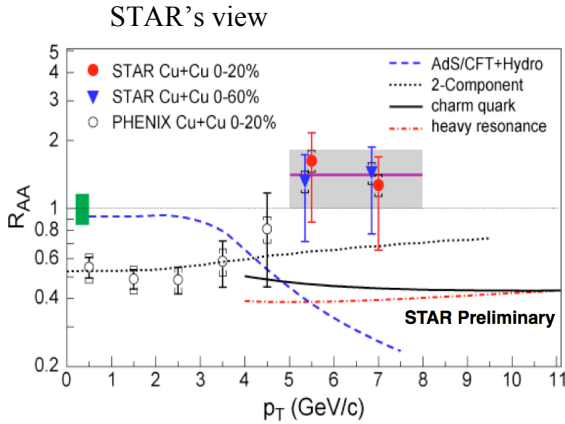 STAR's view
5
4
3
2
1
0.8
0.6
0.4
0.2
R_AA
STAR Cu+Cu 0-20%
STAR Cu+Cu 0-60%
PHENIX Cu+Cu 0-20%
AdS/CFT+Hydro
2-Component
charm quark
heavy resonance
STAR Preliminary
0 1 2 3 4 5 6 7 8 9 10 11
p_T (GeV/c)